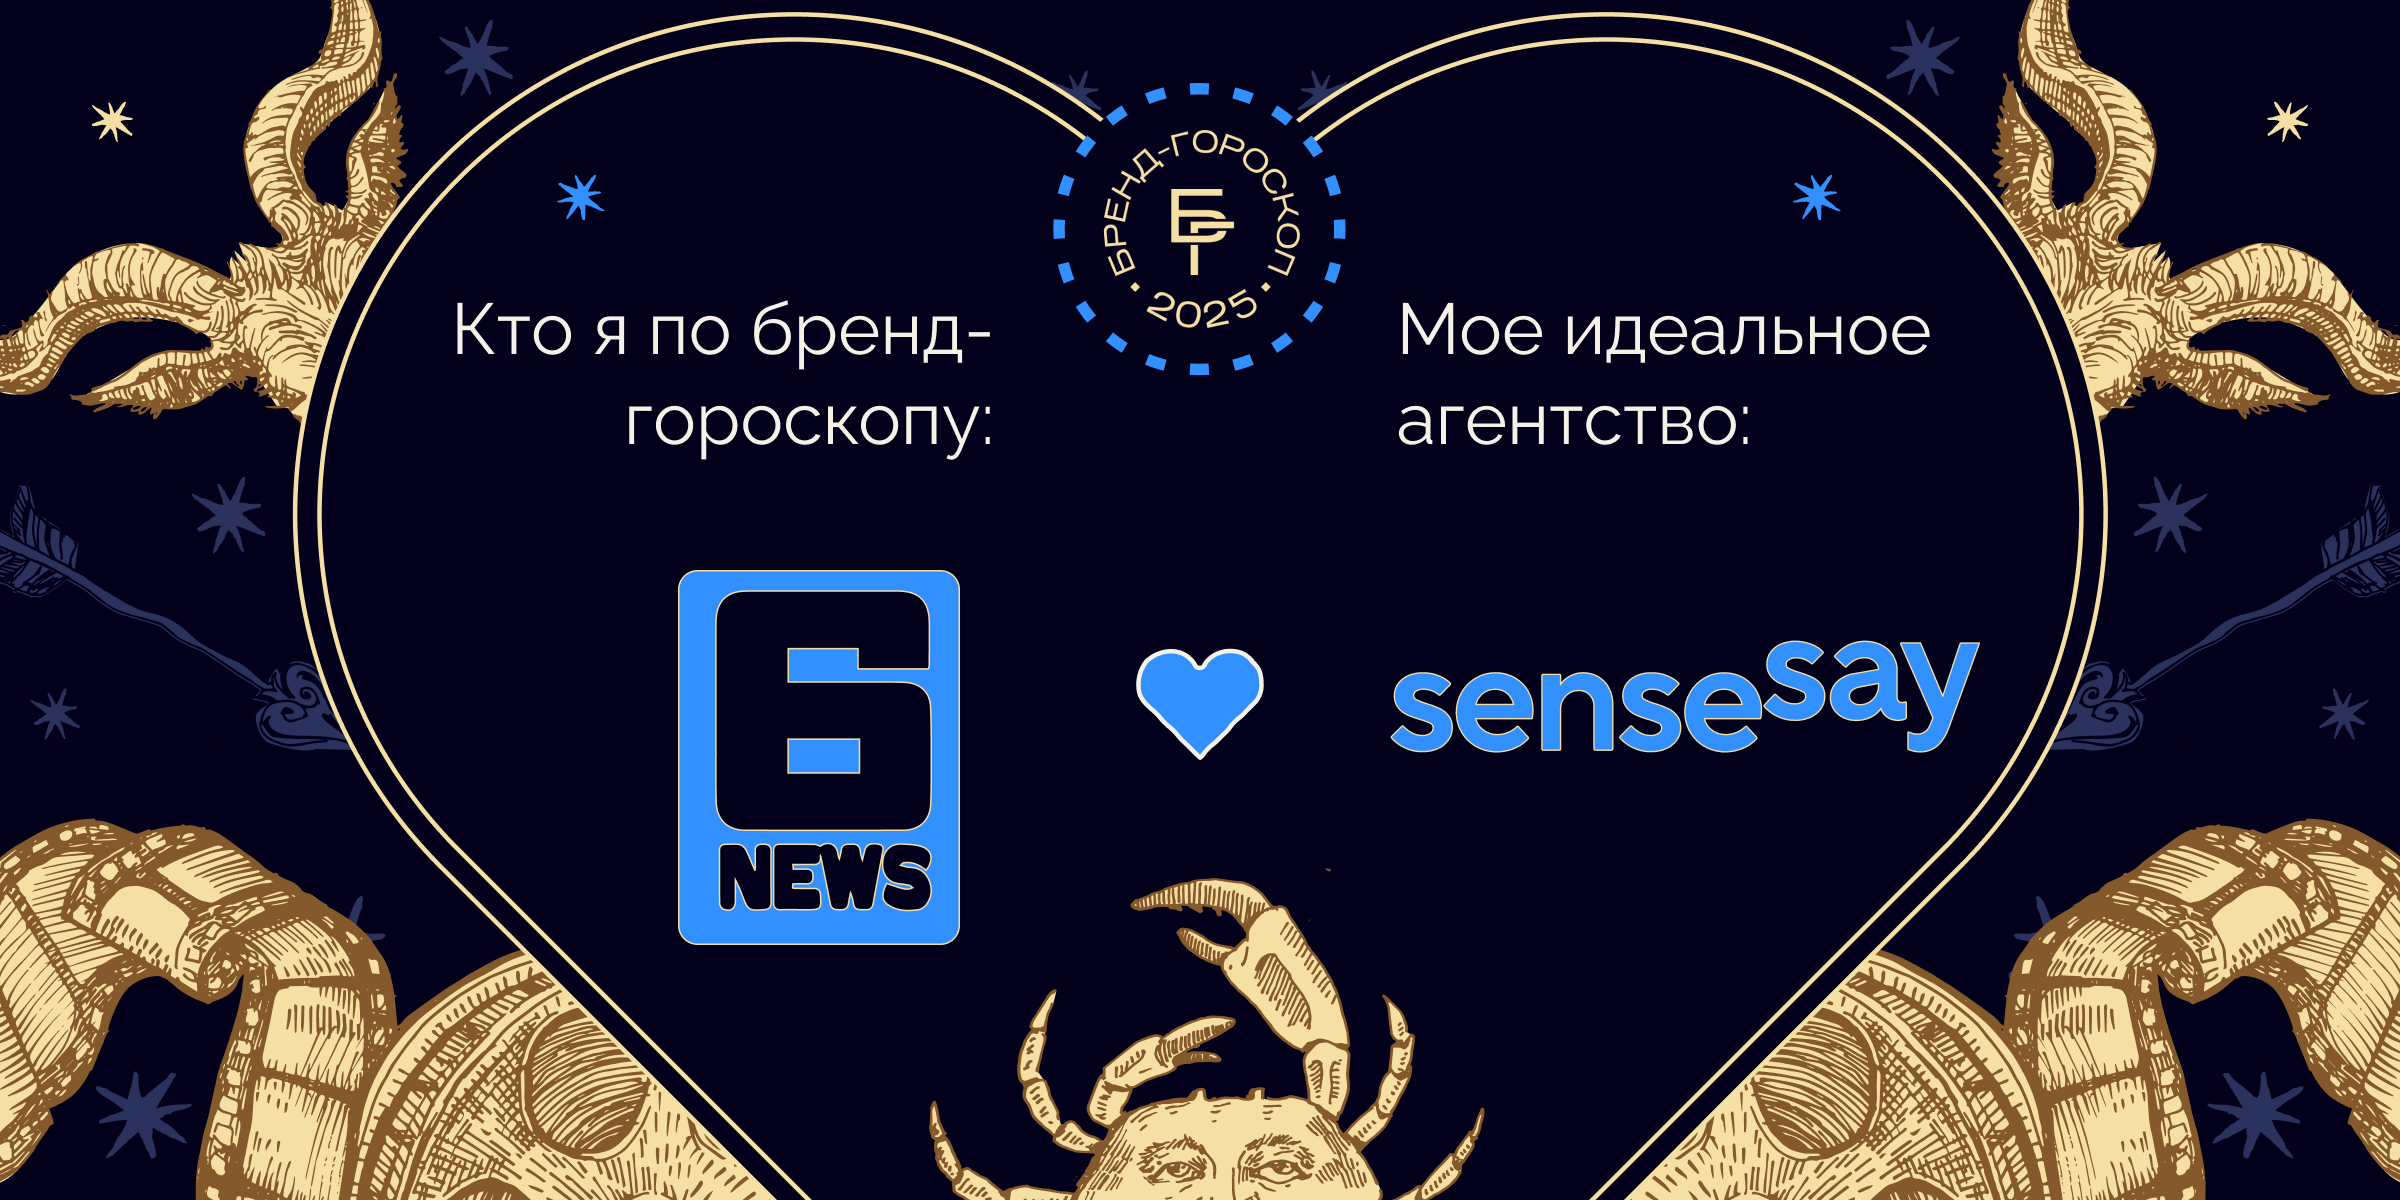 БРЕНД-ГОРОСКОП
БГ
• 2025 •
Кто я по бренд-
гороскопу:
Мое идеальное
агентство:
6
NEWS
sensesay